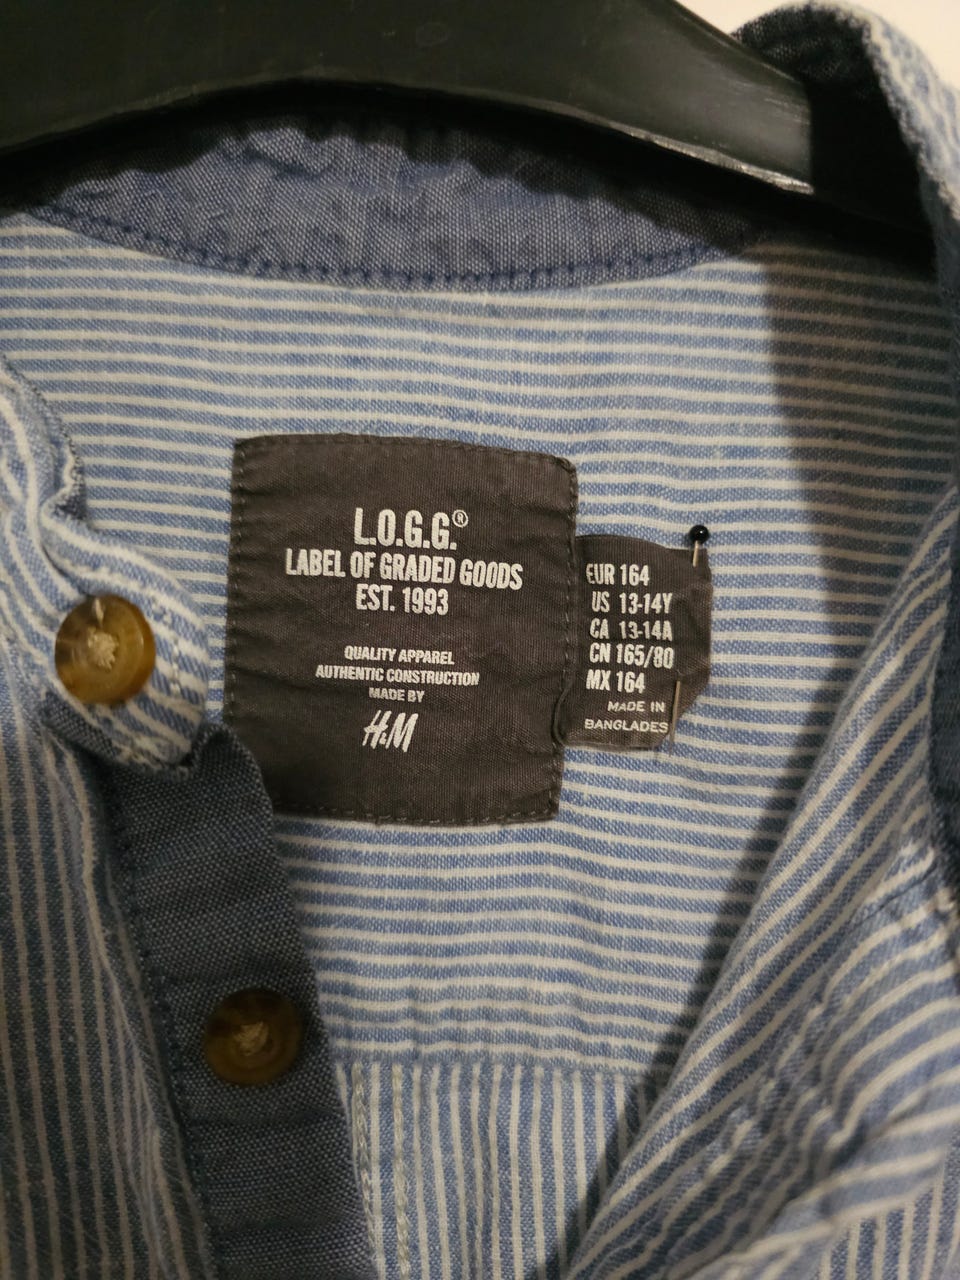 L.O.G.G.®
LABEL OF GRADED GOODS
EST. 1993
QUALITY APPAREL
AUTHENTIC CONSTRUCTION
MADE BY
H&M
EUR 164
US 13-14Y
CA 13-14A
CN 165/80
MX 164
MADE IN
BANGLADES